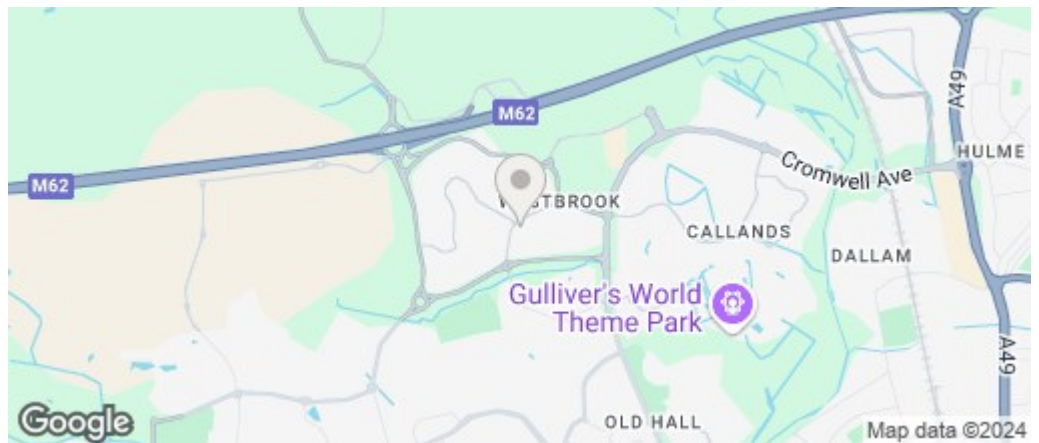 A49
M62
HULME
M62
Cromwell Ave
WESTBROOK
CALLANDS
DALLAM
Gulliver's World
Theme Park
A49
OLD HALL
Google
Map data ©2024